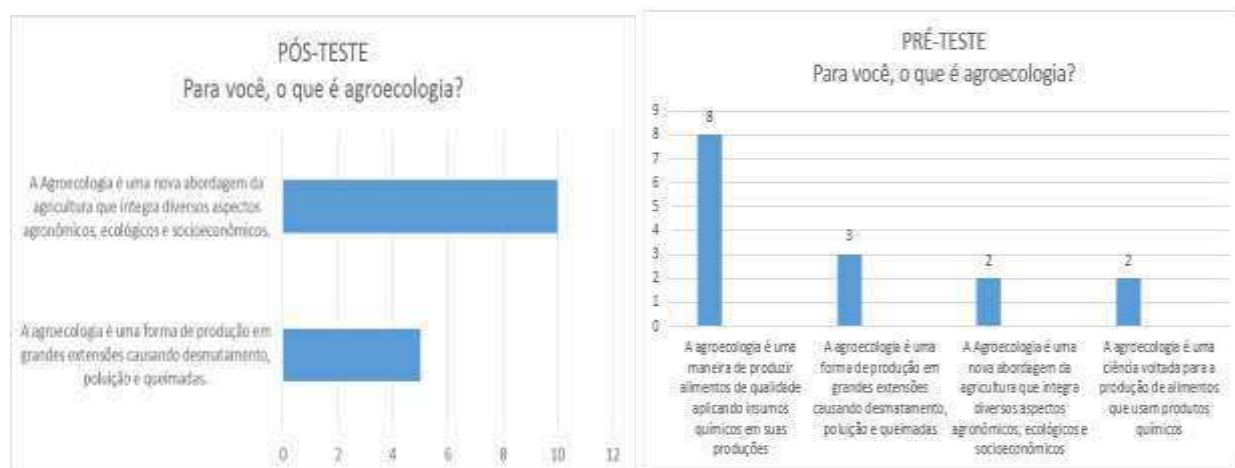 PÓS-TESTE
Para você, o que é agroecologia?
A Agroecologia é uma nova abordagem da
agricultura que integra diversos aspectos
agronômicos, ecológicos e socioeconômicos.
A agroecologia é uma forma de produção em
grandes extensões causando desmatamento,
poluição e queimadas.
0 2 4 6 8 10 12
PRÉ-TESTE
Para você, o que é agroecologia?
9
8
7
6
5
4
3
2
1
0
8
3
2
2
A agroecologia é uma
maneira de produzir
alimentos de qualidade
aplicando insumos
químicos em suas
produções
A agroecologia é uma
forma de produção em
grandes extensões
causando desmatamento,
poluição e queimadas
A Agroecologia é uma
nova abordagem da
agricultura que integra
diversos aspectos
agronômicos, ecológicos e
socioeconômicos
A agroecologia é uma
ciência voltada para a
produção de alimentos
que usam produtos
químicos